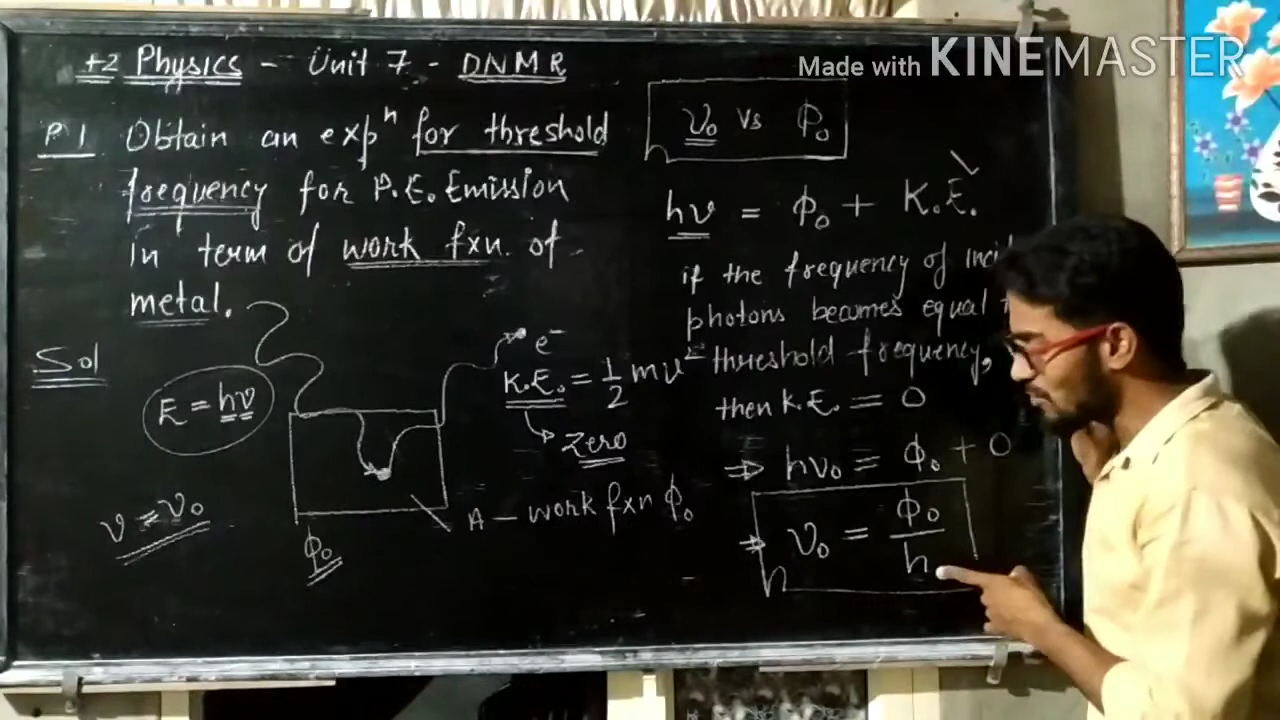 +2 Physics - Unit 7 - DNMR
Made with KINEMASTER
P.1 Obtain an expⁿ for threshold
frequency for P.E. Emission
in term of work fxn. of
metal.
ν₀ vs Φ₀
hν = Φ₀ + K.E.
if the frequency of
photons becomes equal
threshold frequency,
then K.E. = 0
⇒ hν₀ = Φ₀ + 0
⇒ ν₀ = Φ₀/h
Sol
E = hν
e⁻
K.E. = 1/2 mv²
zero
A - work fxn Φ₀
ν = ν₀
Φ₀